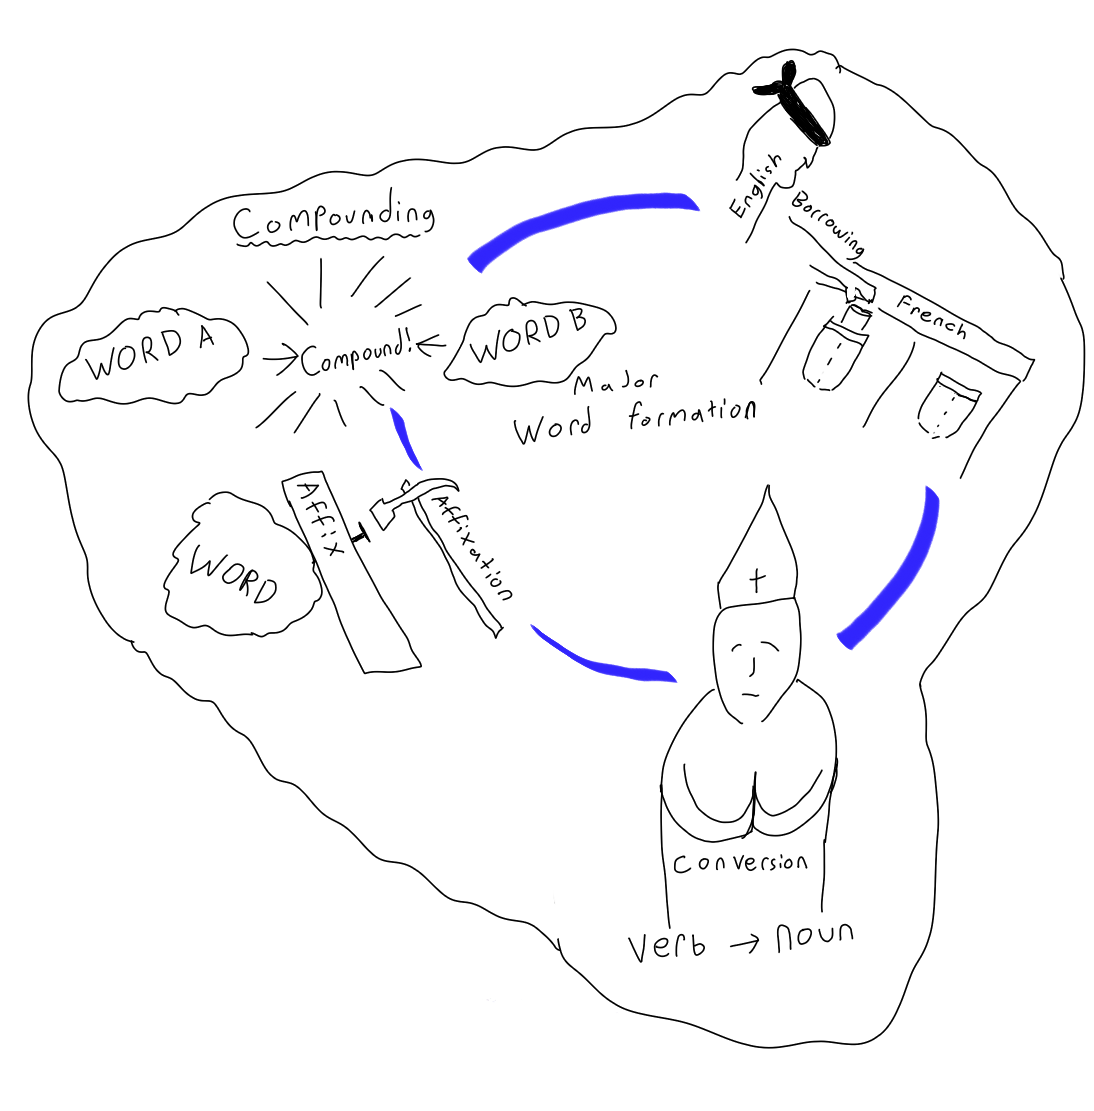 Compounding
WORD A
Compound!
WORD B
English
Borrowing
French
Major
Word formation
WORD
Affix
Affixation
Conversion
Verb → noun